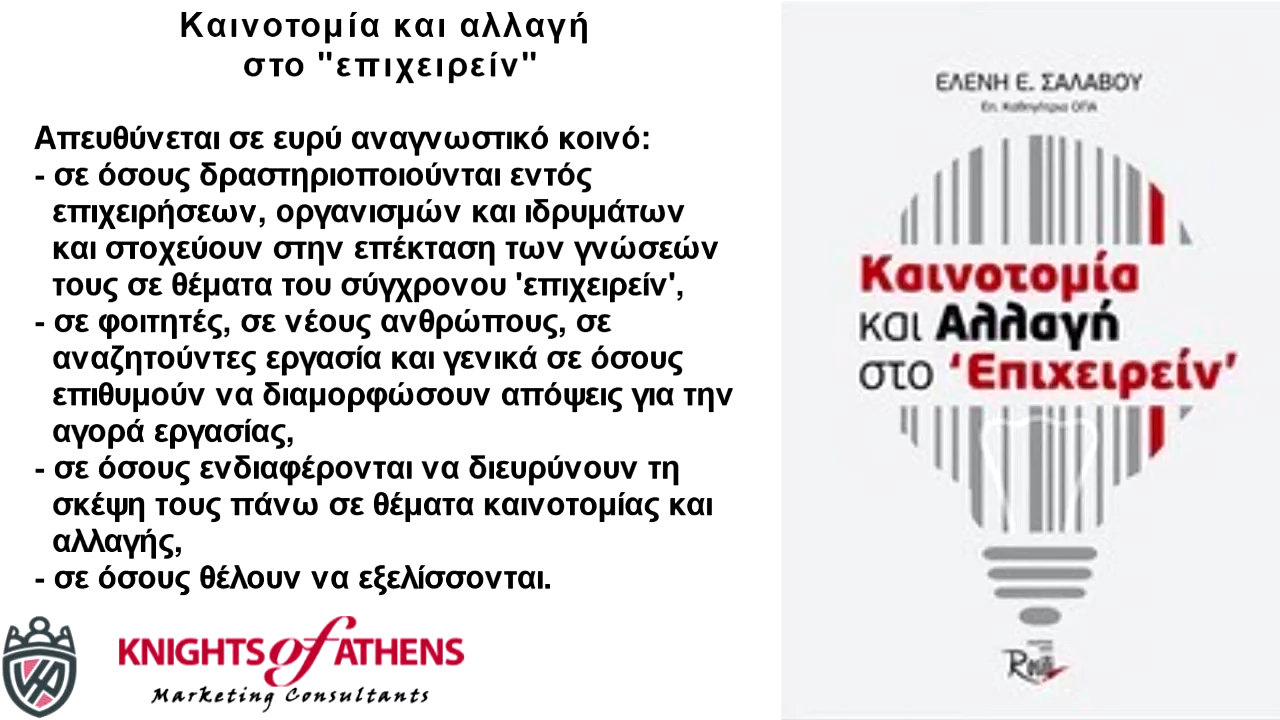 Καινοτομία και αλλαγή
στο "επιχειρείν"
Απευθύνεται σε ευρύ αναγνωστικό κοινό:
- σε όσους δραστηριοποιούνται εντός
επιχειρήσεων, οργανισμών και ιδρυμάτων
και στοχεύουν στην επέκταση των γνώσεών
τους σε θέματα του σύγχρονου 'επιχειρείν',
- σε φοιτητές, σε νέους ανθρώπους, σε
αναζητούντες εργασία και γενικά σε όσους
επιθυμούν να διαμορφώσουν απόψεις για την
αγορά εργασίας,
- σε όσους ενδιαφέρονται να διευρύνουν τη
σκέψη τους πάνω σε θέματα καινοτομίας και
αλλαγής,
- σε όσους θέλουν να εξελίσσονται.
KNIGHTS of ATHENS
Marketing Consultants
ΕΛΕΝΗ Ε. ΣΑΛΑΒΟΥ
Επ. Καθηγήτρια ΟΠΑ
Καινοτομία
και Αλλαγή
στο ‘Επιχειρείν’